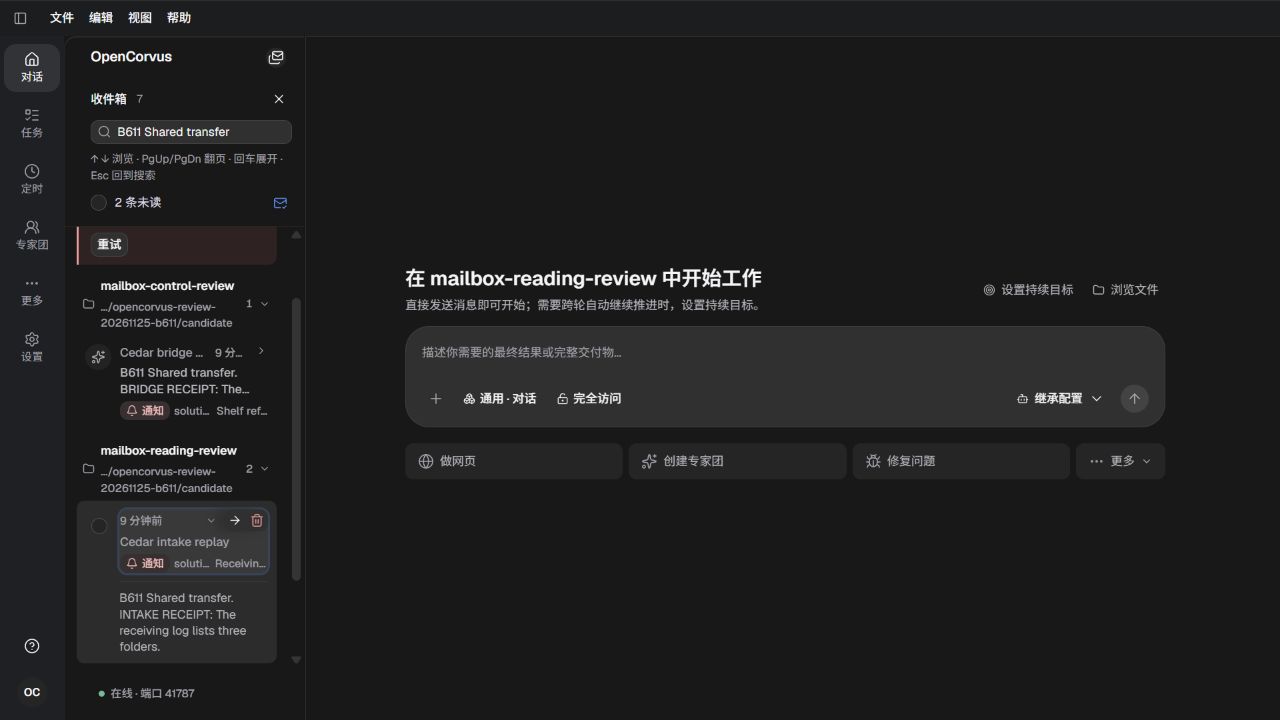 文件 编辑 视图 帮助
对话
任务
定时
专家团
更多
设置
OC
OpenCorvus
收件箱 7
B611 Shared transfer
↑↓ 浏览 · PgUp/PgDn 翻页 · 回车展开 ·
Esc 回到搜索
2 条未读
重试
mailbox-control-review
.../opencorvus-review-
20261125-b611/candidate
1
Cedar bridge ... 9 分...
B611 Shared transfer.
BRIDGE RECEIPT: The...
通知 soluti... Shelf ref...
mailbox-reading-review
.../opencorvus-review-
20261125-b611/candidate
2
9 分钟前
Cedar intake replay
通知 soluti... Receivin...
B611 Shared transfer.
INTAKE RECEIPT: The
receiving log lists three
folders.
在线 · 端口 41787
在 mailbox-reading-review 中开始工作
直接发送消息即可开始；需要跨轮自动继续推进时，设置持续目标。
设置持续目标 浏览文件
描述你需要的最终结果或完整交付物...
通用 · 对话 完全访问 继承配置
做网页 创建专家团 修复问题 更多